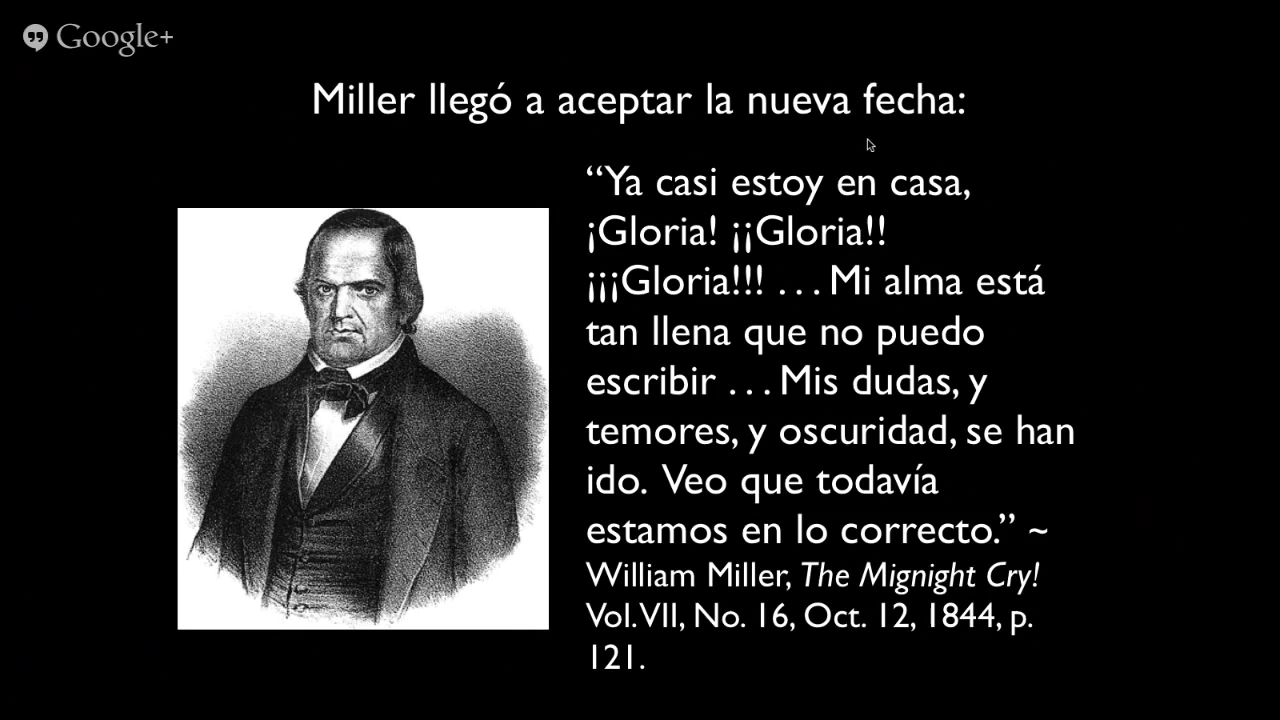 Google+
Miller llegó a aceptar la nueva fecha:
“Ya casi estoy en casa,
¡Gloria! ¡¡Gloria!!
¡¡¡Gloria!!! . . . Mi alma está
tan llena que no puedo
escribir . . . Mis dudas, y
temores, y oscuridad, se han
ido. Veo que todavía
estamos en lo correcto.” ~
William Miller, The Mignight Cry!
Vol. VII, No. 16, Oct. 12, 1844, p.
121.